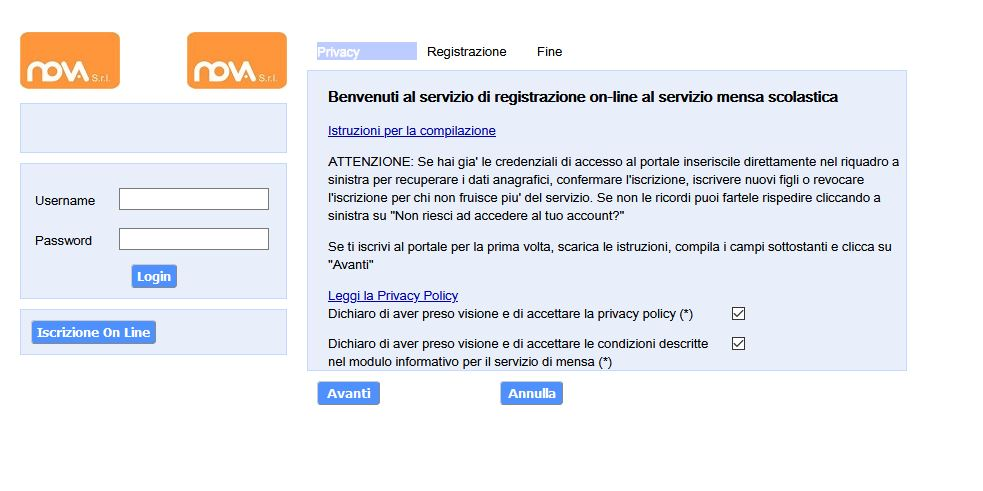 NOVA S.r.l.
NOVA S.r.l.
Privacy Registrazione Fine
Benvenuti al servizio di registrazione on-line al servizio mensa scolastica
Istruzioni per la compilazione
ATTENZIONE: Se hai gia' le credenziali di accesso al portale inseriscile direttamente nel riquadro a
sinistra per recuperare i dati anagrafici, confermare l'iscrizione, iscrivere nuovi figli o revocare
l'iscrizione per chi non fruisce piu' del servizio. Se non le ricordi puoi fartele rispedire cliccando a
sinistra su "Non riesci ad accedere al tuo account?"
Se ti iscrivi al portale per la prima volta, scarica le istruzioni, compila i campi sottostanti e clicca su
"Avanti"
Leggi la Privacy Policy
Dichiaro di aver preso visione e di accettare la privacy policy (*)
Dichiaro di aver preso visione e di accettare le condizioni descritte
nel modulo informativo per il servizio di mensa (*)
Avanti Annulla
Username
Password
Login
Iscrizione On Line